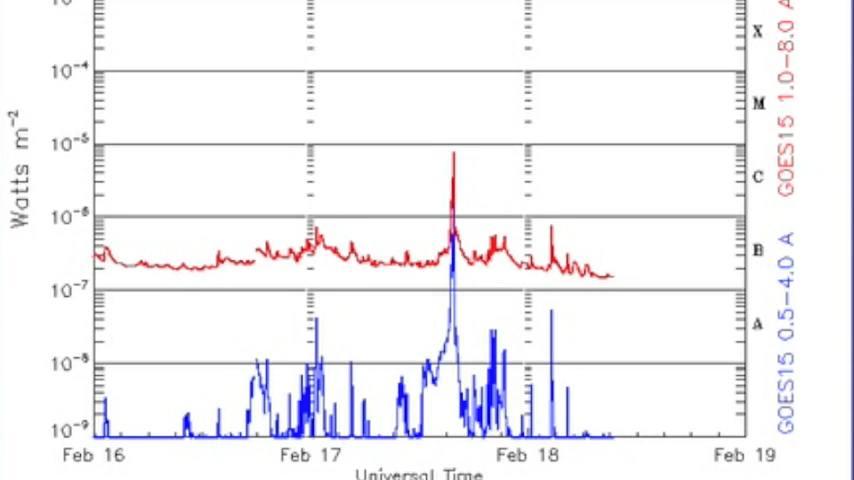 X
10⁻⁴
M
10⁻⁵
C
10⁻⁶
B
10⁻⁷
A
10⁻⁸
10⁻⁹
Watts m⁻²
Feb 16 Feb 17 Feb 18 Feb 19
Universal Time
GOES15 1.0–8.0 A
GOES15 0.5–4.0 A